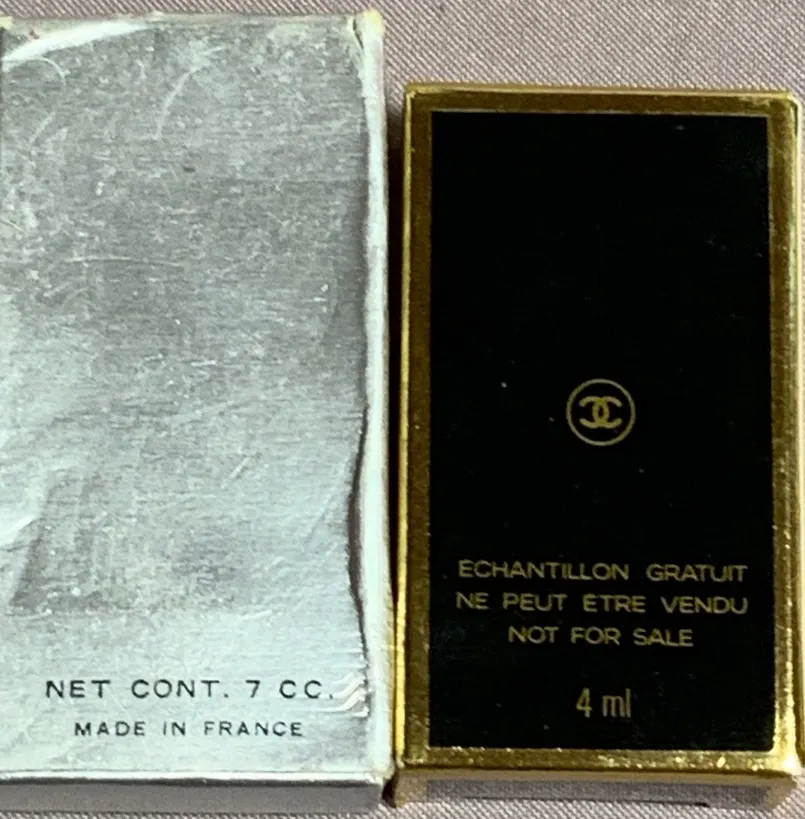 NET CONT. 7 CC.
MADE IN FRANCE
ECHANTILLON GRATUIT
NE PEUT ETRE VENDU
NOT FOR SALE
4 ml